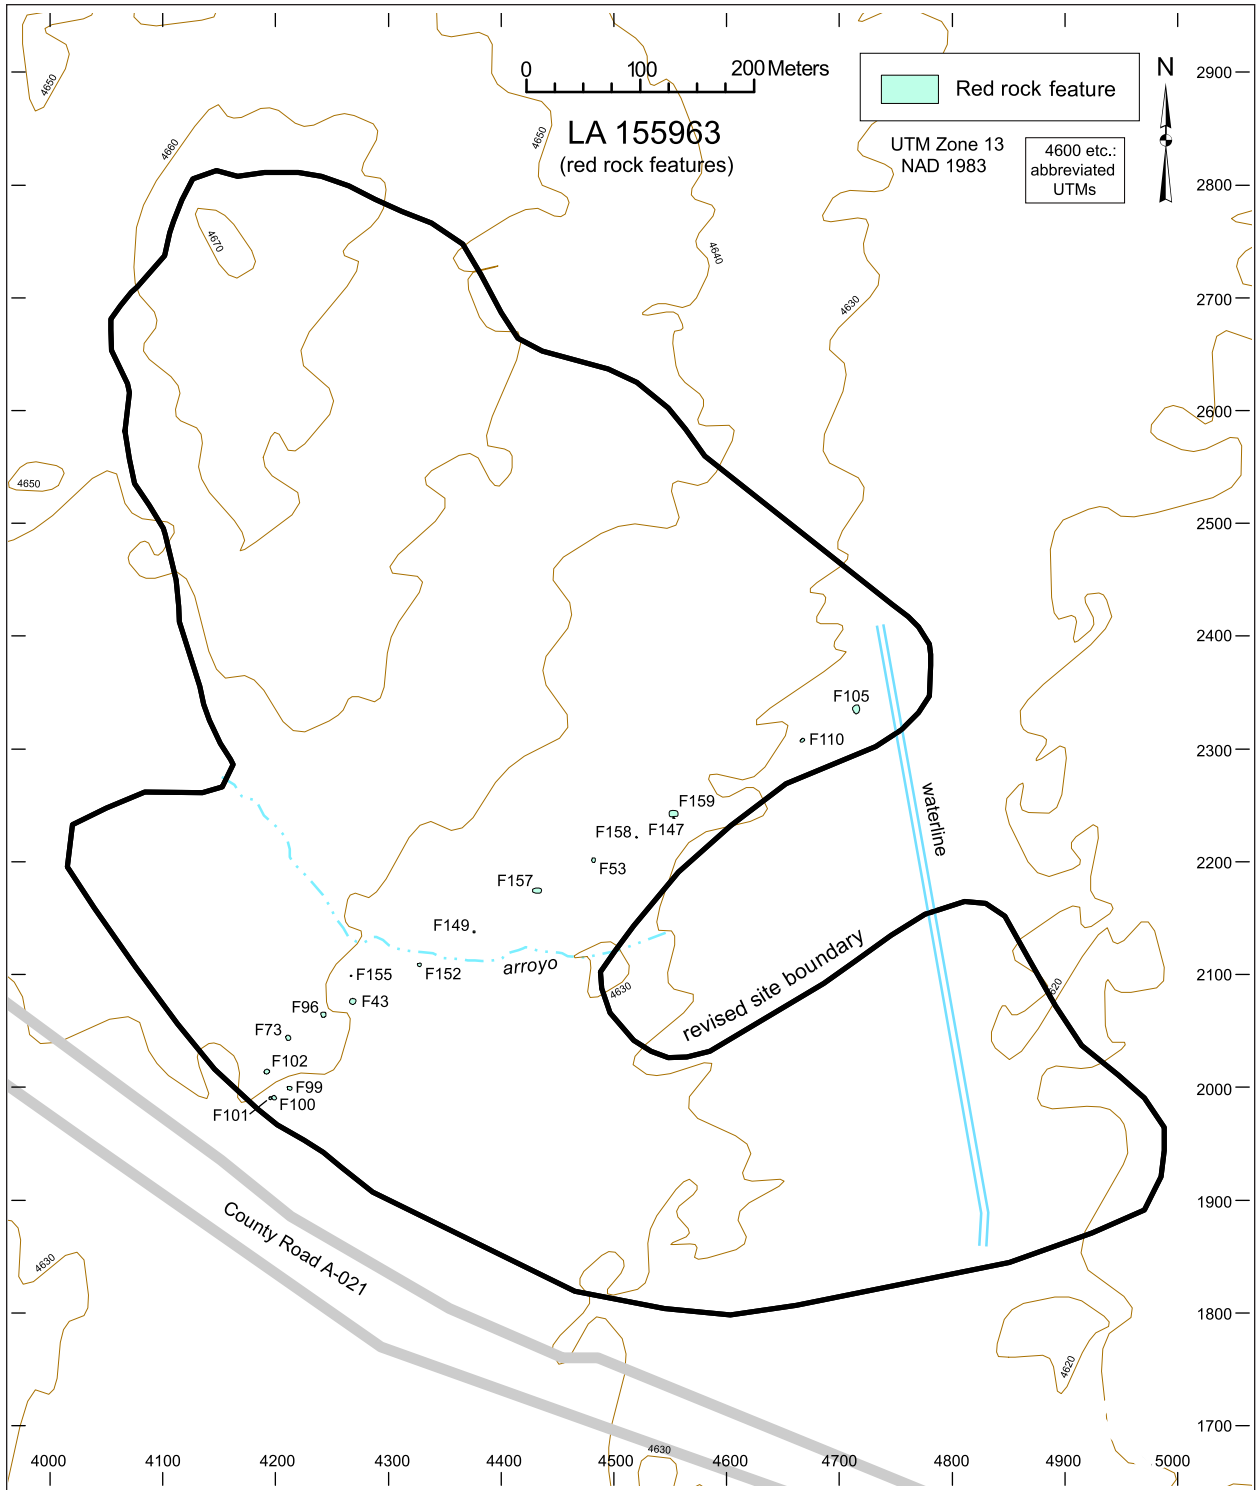 0 100 200 Meters
LA 155963
(red rock features)
Red rock feature
N
UTM Zone 13
NAD 1983
4600 etc.:
abbreviated
UTMs
4650
4660
4650
4670
4640
4630
4650
2900
2800
2700
2600
2500
2400
2300
2200
2100
2000
1900
1800
1700
F105
F110
F159
F147
F158
F53
F157
F149
waterline
arroyo
F152
F155
F43
F96
F73
F102
F99
F100
F101
4630
revised site boundary
4620
County Road A-021
4630
4620
4630
4000 4100 4200 4300 4400 4500 4600 4700 4800 4900 5000